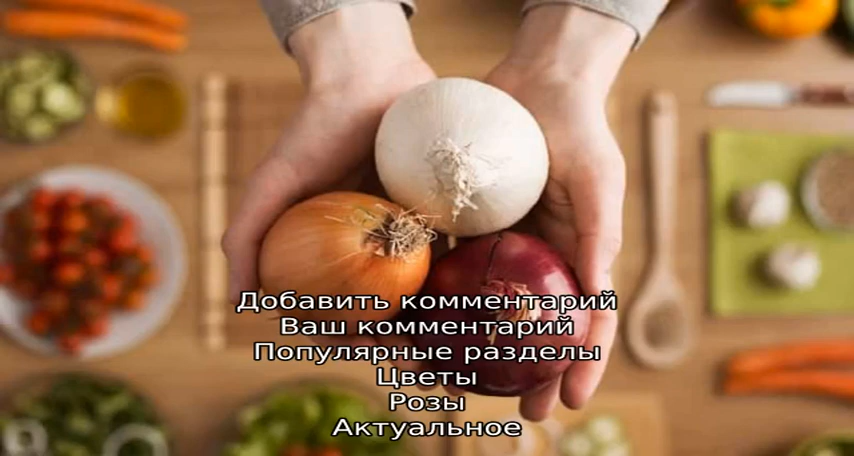 Добавить комментарий
Ваш комментарий
Популярные разделы
Цветы
Розы
Актуальное